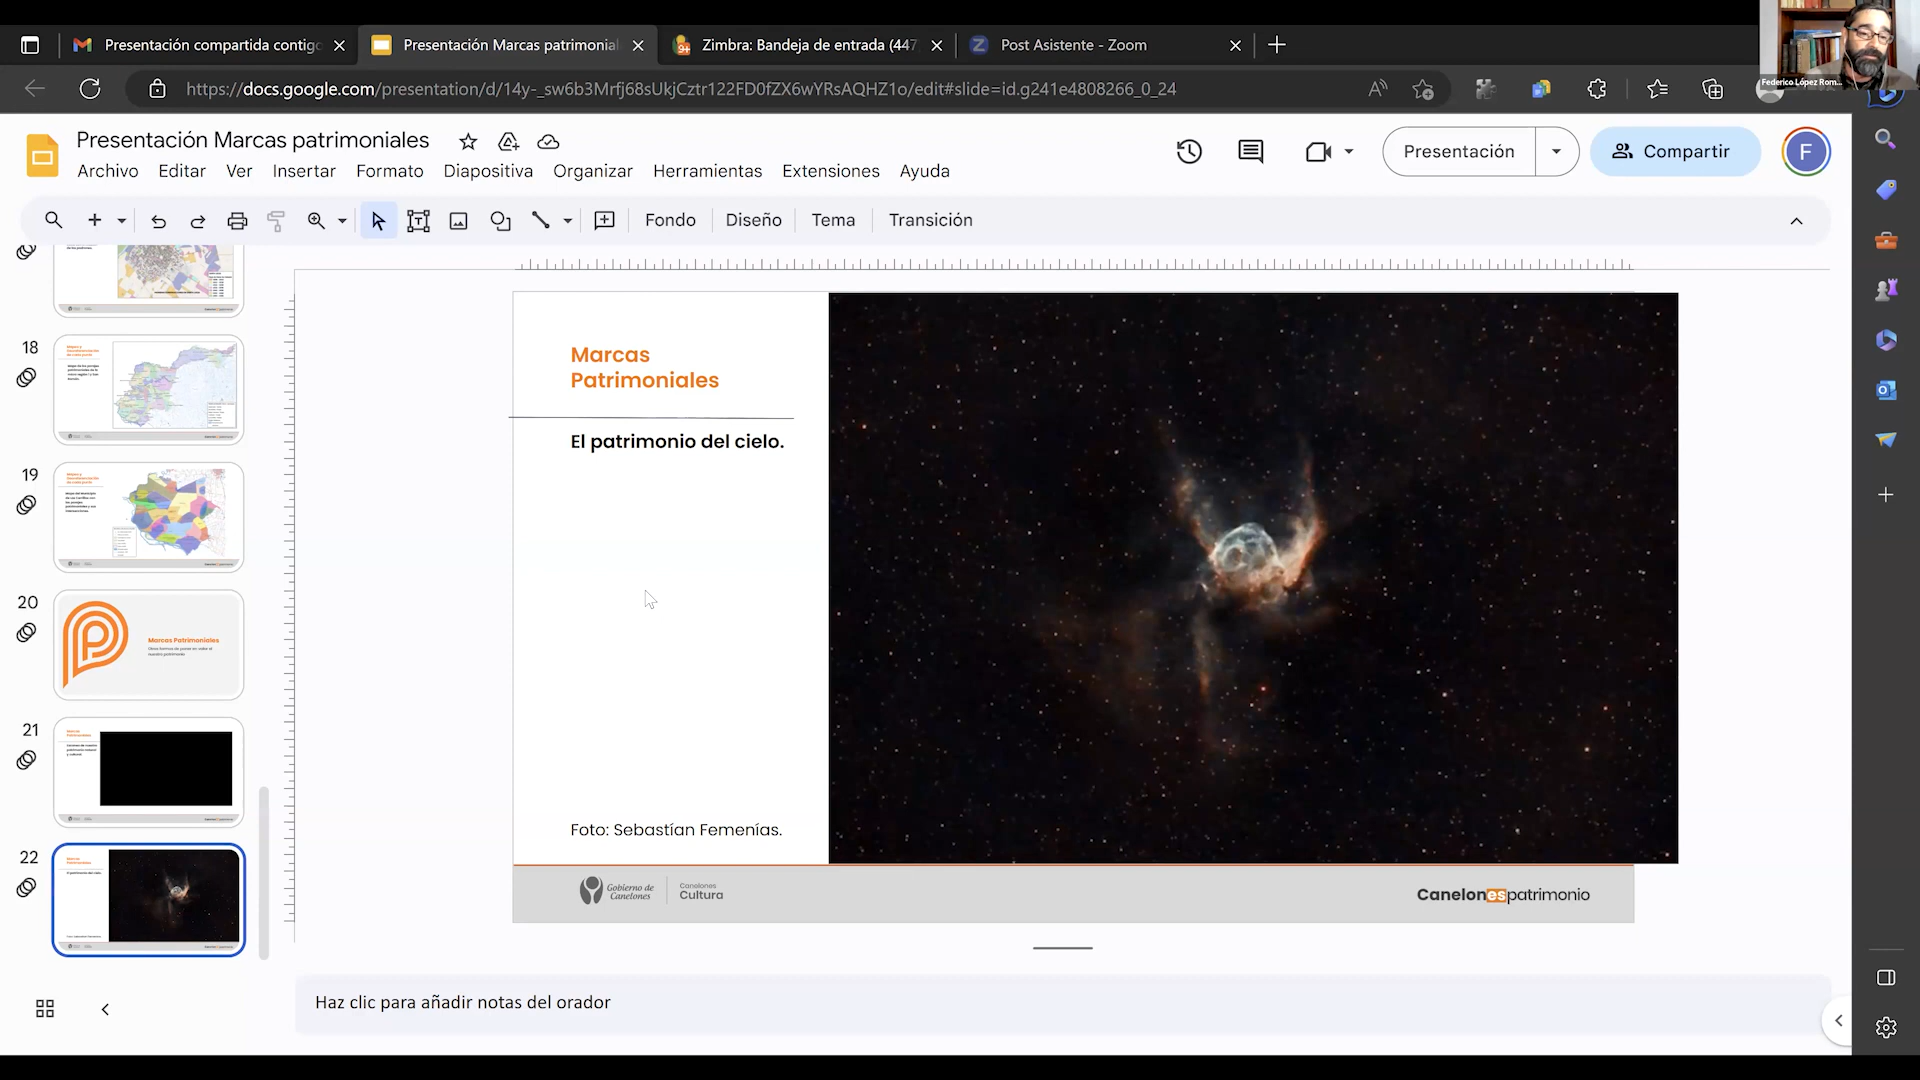 Presentación compartida contigo
Presentación Marcas patrimonial
Zimbra: Bandeja de entrada (447
Post Asistente - Zoom
Federico López Rom...
https://docs.google.com/presentation/d/14y-_sw6b3Mrfj68sUkjCztr122FD0fZX6wYRsAQHZ1o/edit#slide=id.g241e4808266_0_24
Presentación Marcas patrimoniales
Archivo Editar Ver Insertar Formato Diapositiva Organizar Herramientas Extensiones Ayuda
Presentación
Compartir
F
Fondo Diseño Tema Transición
18
19
20
Marcas Patrimoniales
21
22
Marcas
Patrimoniales
El patrimonio del cielo.
Foto: Sebastían Femenías.
Gobierno de
Canelones
Canelones
Cultura
Canelonespatrimonio
Haz clic para añadir notas del orador